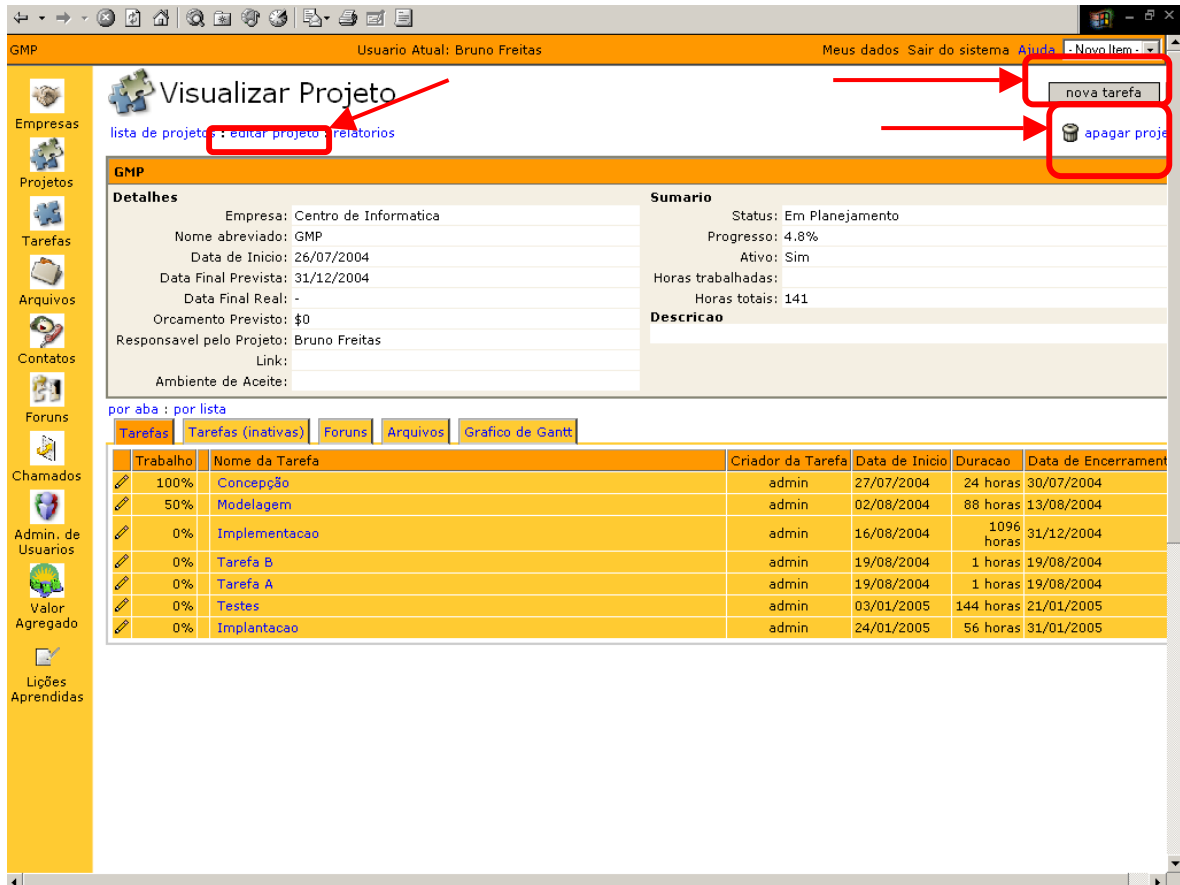 GMP Usuario Atual: Bruno Freitas Meus dados Sair do sistema Ajuda - Novo Item -
Visualizar Projeto
nova tarefa
lista de projetos : editar projeto : relatorios
apagar proje
Empresas
Projetos
Tarefas
Arquivos
Contatos
Foruns
Chamados
Admin. de
Usuarios
Valor
Agregado
Lições
Aprendidas
GMP
Detalhes
Empresa: Centro de Informatica
Nome abreviado: GMP
Data de Inicio: 26/07/2004
Data Final Prevista: 31/12/2004
Data Final Real: -
Orcamento Previsto: $0
Responsavel pelo Projeto: Bruno Freitas
Link:
Ambiente de Aceite:
Sumario
Status: Em Planejamento
Progresso: 4.8%
Ativo: Sim
Horas trabalhadas:
Horas totais: 141
Descricao
por aba : por lista
Tarefas Tarefas (inativas) Foruns Arquivos Grafico de Gantt
Trabalho Nome da Tarefa Criador da Tarefa Data de Inicio Duracao Data de Encerrament
100% Concepção admin 27/07/2004 24 horas 30/07/2004
50% Modelagem admin 02/08/2004 88 horas 13/08/2004
0% Implementacao admin 16/08/2004 1096 horas 31/12/2004
0% Tarefa B admin 19/08/2004 1 horas 19/08/2004
0% Tarefa A admin 19/08/2004 1 horas 19/08/2004
0% Testes admin 03/01/2005 144 horas 21/01/2005
0% Implantacao admin 24/01/2005 56 horas 31/01/2005